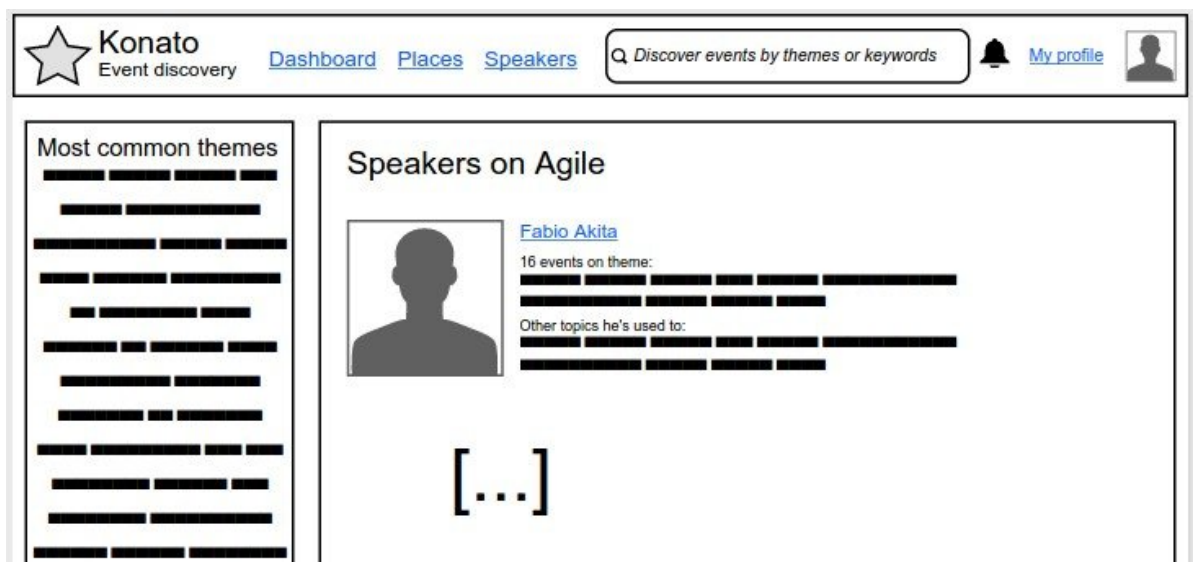 Konato
Event discovery
Dashboard Places Speakers
Discover events by themes or keywords
My profile
Most common themes
Speakers on Agile
Fabio Akita
16 events on theme:
Other topics he's used to:
[...]